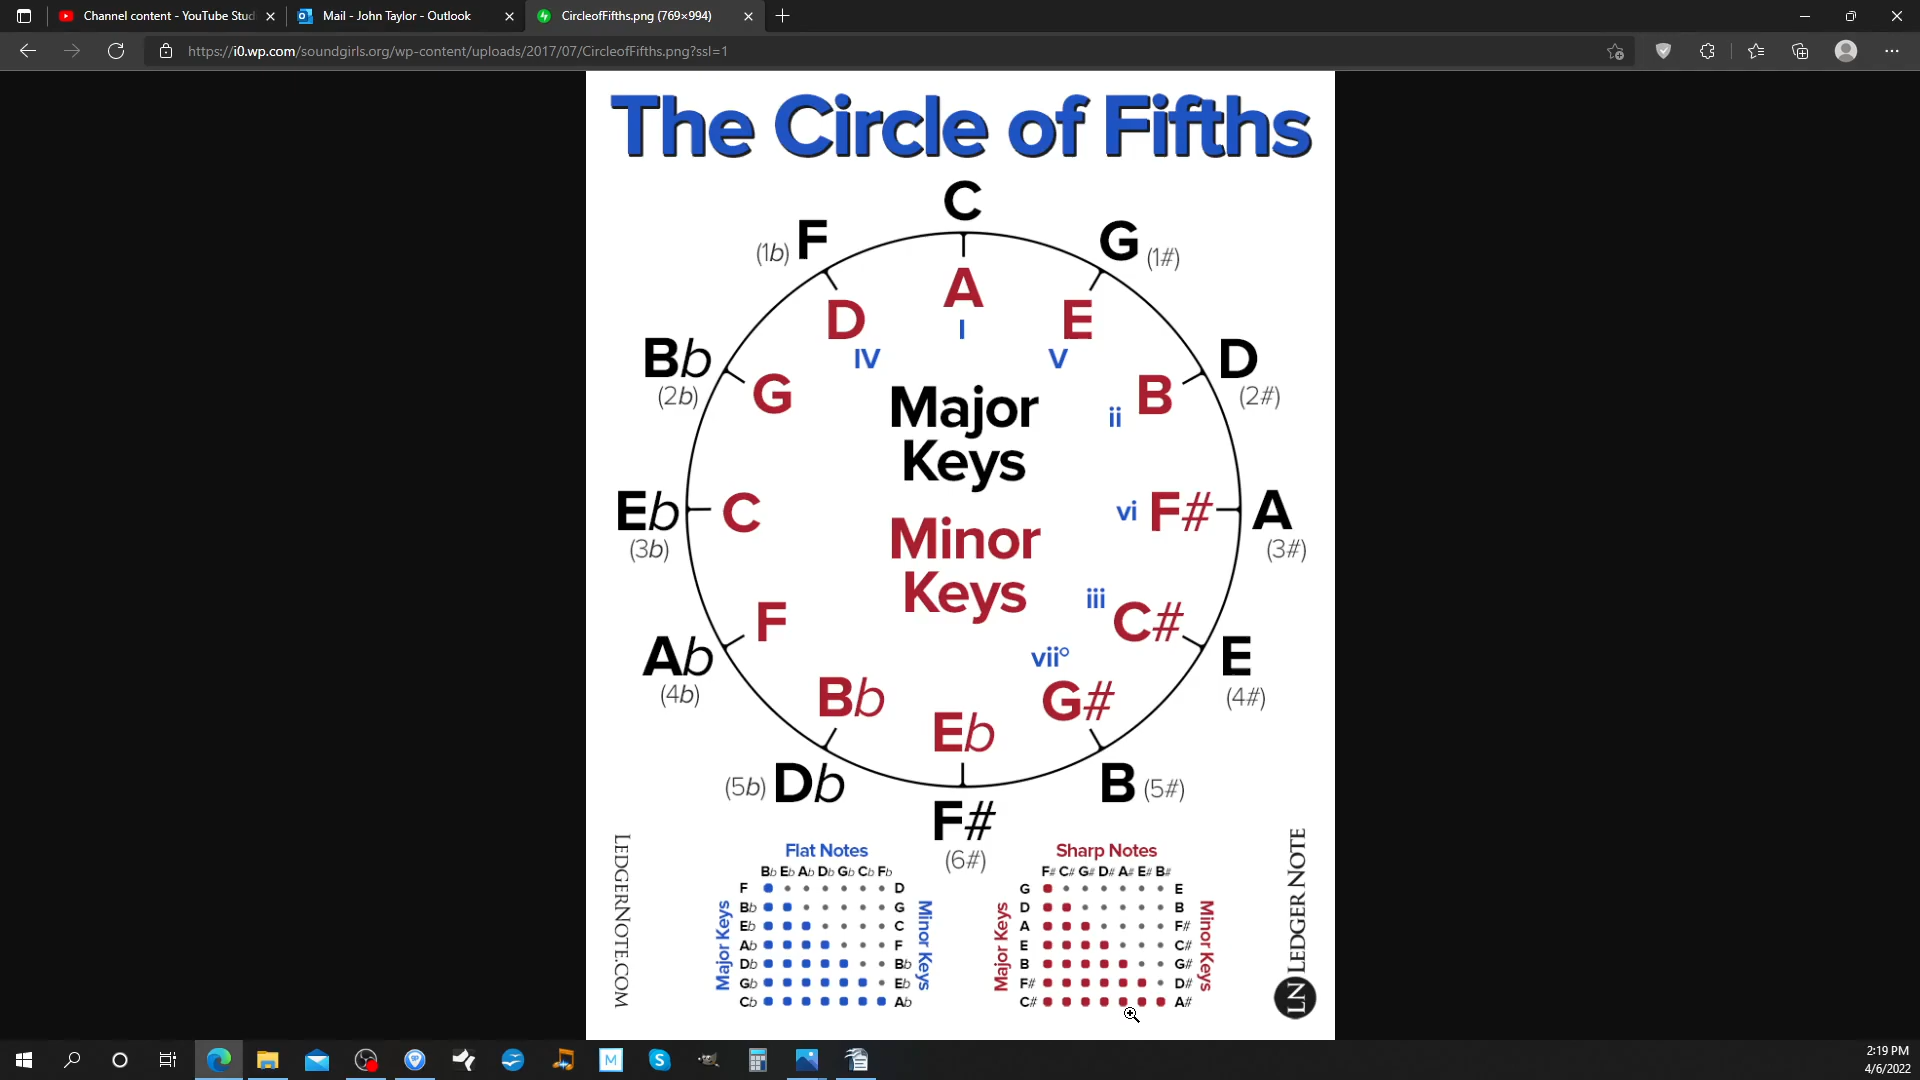 Channel content - YouTube Stud
Mail - John Taylor - Outlook
CircleofFifths.png (769×994)
https://i0.wp.com/soundgirls.org/wp-content/uploads/2017/07/CircleofFifths.png?ssl=1
The Circle of Fifths
C
(1b) F
G (1#)
A
D
E
I
IV
V
Bb
(2b)
D
(2#)
G
B
ii
Major
Keys
Eb
(3b)
C
vi
F#
A
(3#)
Minor
Keys
iii
F
C#
Ab
(4b)
E
(4#)
vii°
Bb
G#
Eb
(5b) Db
B (5#)
F#
(6#)
LEDGERNOTE.COM
Flat Notes
Bb Eb Ab Db Gb Cb Fb
Major Keys
F D
Bb G
Eb C
Ab F
Db Bb
Gb Eb
Cb Ab
Minor Keys
Sharp Notes
F# C# G# D# A# E# B#
Major Keys
G E
D B
A F#
E C#
B G#
F# D#
C# A#
Minor Keys
LN LEDGER NOTE
M
S
2:19 PM
4/6/2022